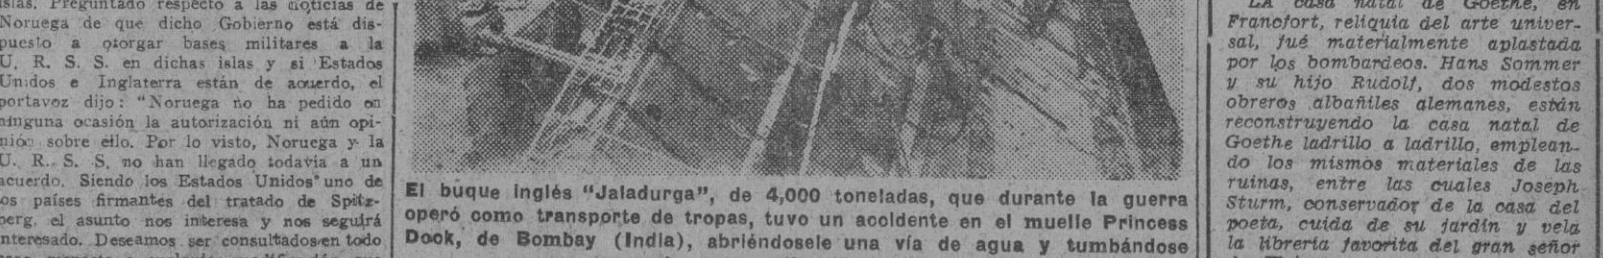 islas. Preguntado respecto a las noticias de
Noruega de que dicho Gobierno está dis-
puesto a otorgar bases militares a la
U. R. S. S. en dichas islas y si Estados
Unidos e Inglaterra están de acuerdo, el
portavoz dijo: "Noruega no ha pedido en
ninguna ocasión la autorización ni aún opi-
nión sobre ello. Por lo visto, Noruega y la
U. R. S. S. no han llegado todavía a un
acuerdo. Siendo los Estados Unidos uno de
los países firmantes del tratado de Spitz-
berg, el asunto nos interesa y nos seguirá
interesado. Deseamos ser consultados en todo
El buque inglés "Jaladurga", de 4,000 toneladas, que durante la guerra
operó como transporte de tropas, tuvo un accidente en el muelle Princess
Dock, de Bombay (India), abriéndosele una vía de agua y tumbándose
LA casa natal de Goethe, en
Francfort, reliquia del arte univer-
sal, fué materialmente aplastada
por los bombardeos. Hans Sommer
y su hijo Rudolf, dos modestos
obreros albañiles alemanes, están
reconstruyendo la casa natal de
Goethe ladrillo a ladrillo, emplean-
do los mismos materiales de las
ruinas, entre las cuales Joseph
Sturm, conservador de la casa del
poeta, cuida de su jardín y vela
la librería favorita del gran señor